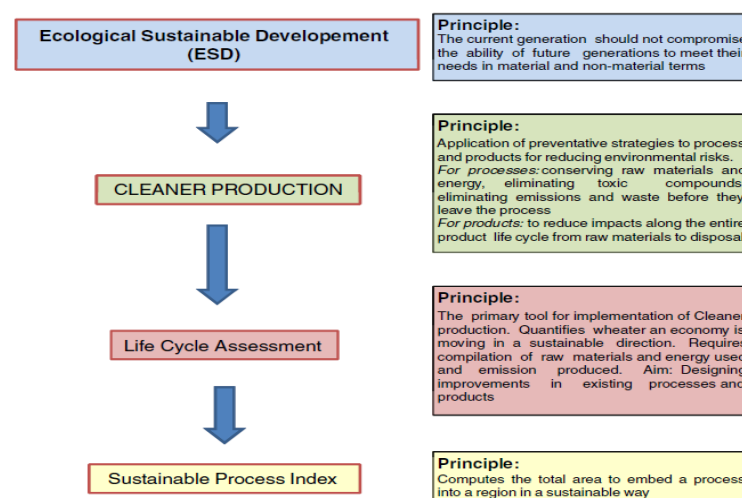 Ecological Sustainable Developement
(ESD)
Principle:
The current generation should not compromise
the ability of future generations to meet their
needs in material and non-material terms
CLEANER PRODUCTION
Principle:
Application of preventative strategies to process
and products for reducing environmental risks.
For processes: conserving raw materials and
energy, eliminating toxic compounds,
eliminating emissions and waste before they
leave the process
For products: to reduce impacts along the entire
product life cycle from raw materials to disposal
Life Cycle Assessment
Principle:
The primary tool for implementation of Cleaner
production. Quantifies wheater an economy is
moving in a sustainable direction. Requires
compilation of raw materials and energy used
and emission produced. Aim: Designing
improvements in existing processes and
products
Sustainable Process Index
Principle:
Computes the total area to embed a process
into a region in a sustainable way